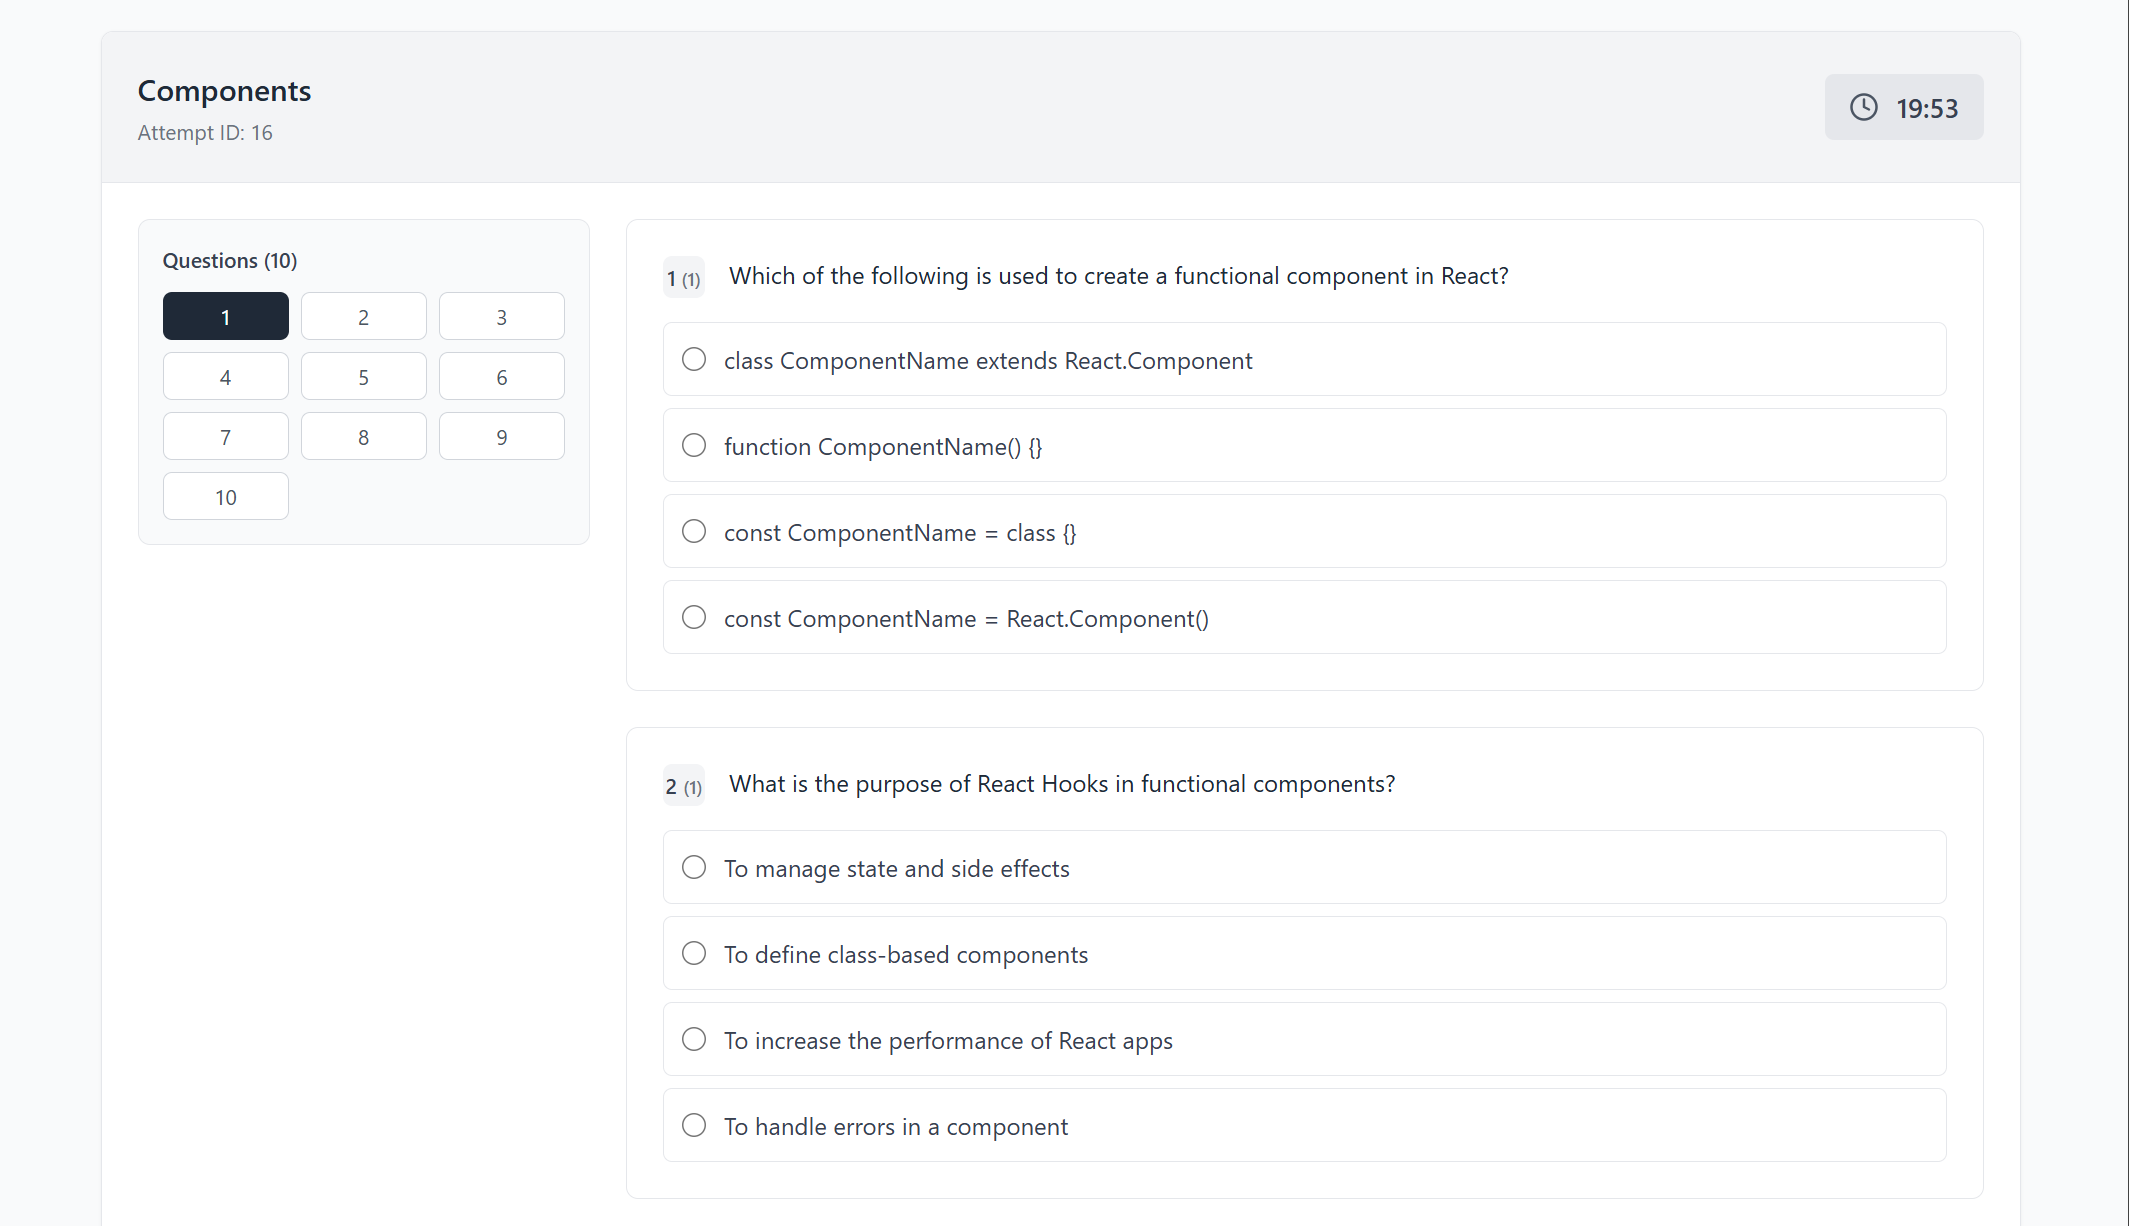 Components
Attempt ID: 16
19:53
Questions (10)
1
2
3
4
5
6
7
8
9
10
1 (1) Which of the following is used to create a functional component in React?
class ComponentName extends React.Component
function ComponentName() {}
const ComponentName = class {}
const ComponentName = React.Component()
2 (1) What is the purpose of React Hooks in functional components?
To manage state and side effects
To define class-based components
To increase the performance of React apps
To handle errors in a component